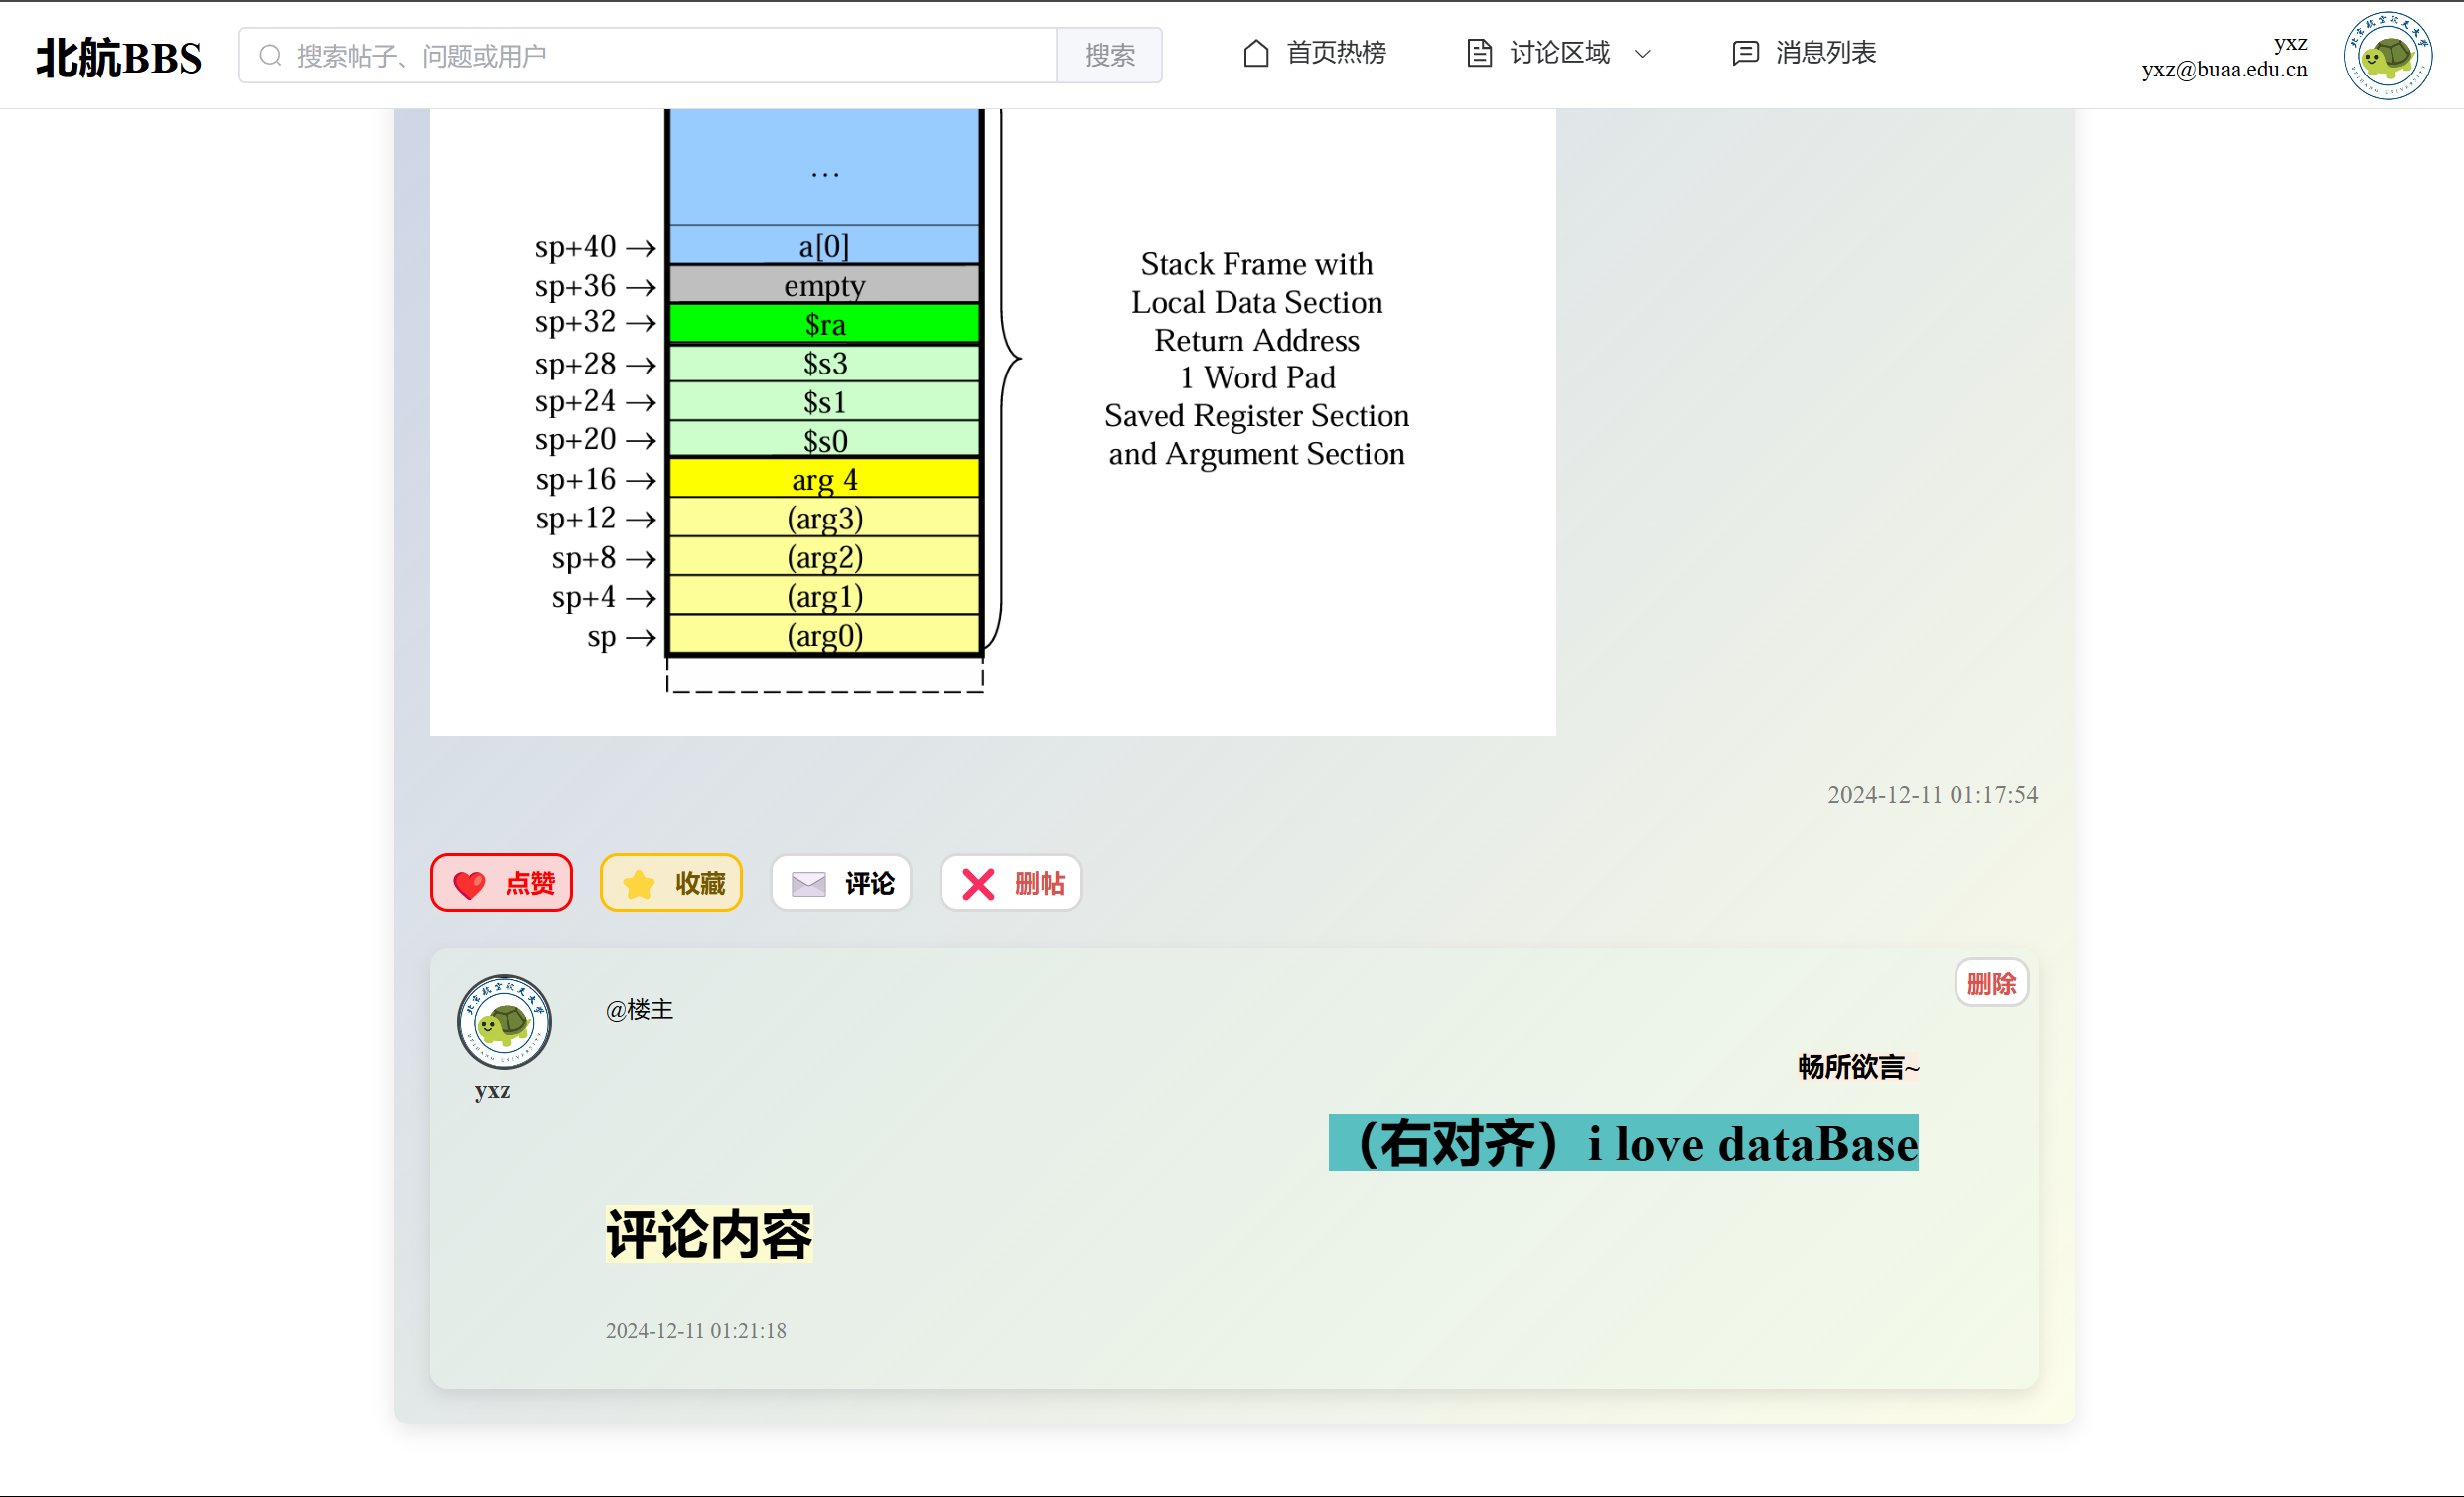 北航BBS
搜索帖子、问题或用户
搜索
首页热榜
讨论区域
消息列表
yxz
yxz@buaa.edu.cn
...
sp+40 → a[0]
sp+36 → empty
sp+32 → $ra
sp+28 → $s3
sp+24 → $s1
sp+20 → $s0
sp+16 → arg 4
sp+12 → (arg3)
sp+8 → (arg2)
sp+4 → (arg1)
sp → (arg0)
Stack Frame with
Local Data Section
Return Address
1 Word Pad
Saved Register Section
and Argument Section
2024-12-11 01:17:54
点赞
收藏
评论
删帖
删除
yxz
@楼主
畅所欲言~
（右对齐）i love dataBase
评论内容
2024-12-11 01:21:18